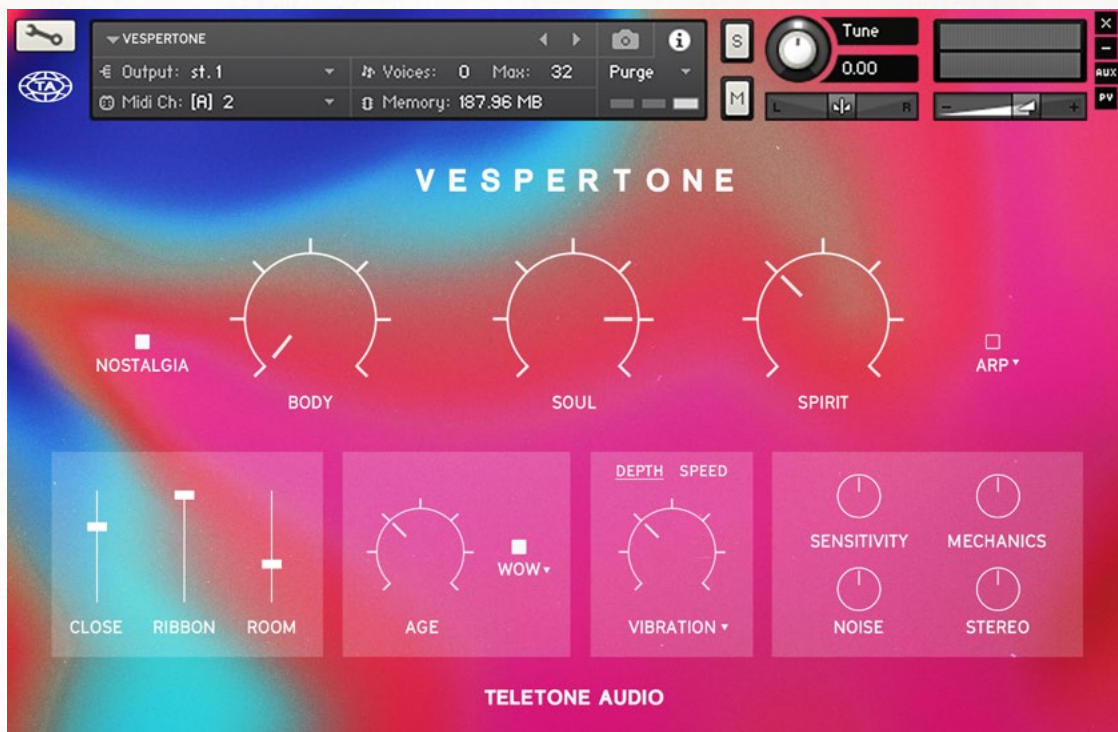 VESPERTONE
S
Tune
X
-
Output: st.1
Voices: 0 Max: 32
Purge
0.00
AUX
TA
Midi Ch: [A] 2
Memory: 187.96 MB
M
L R
- +
PV
VESPERTONE
NOSTALGIA
ARP
BODY
SOUL
SPIRIT
DEPTH SPEED
SENSITIVITY
MECHANICS
WOW
CLOSE
RIBBON
ROOM
AGE
VIBRATION
NOISE
STEREO
TELETONE AUDIO